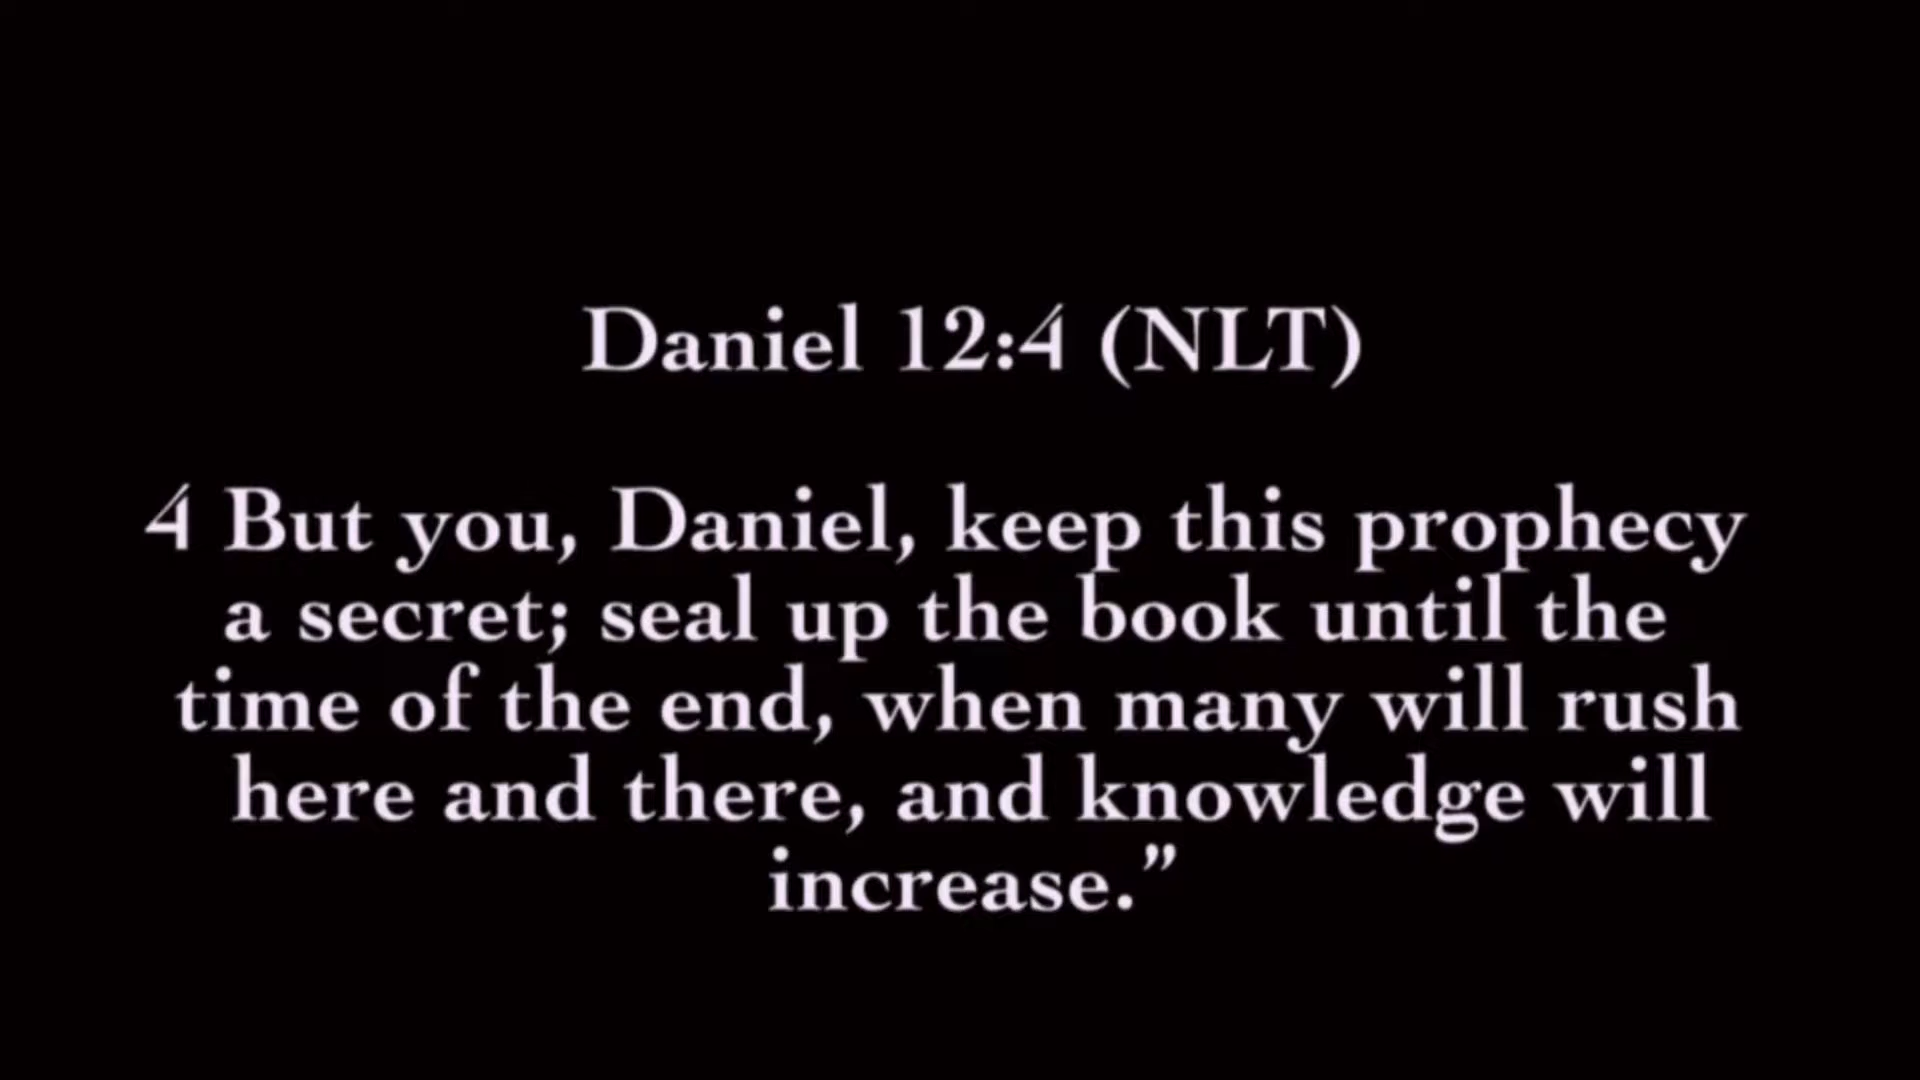 Daniel 12:4 (NLT)
4 But you, Daniel, keep this prophecy
a secret; seal up the book until the
time of the end, when many will rush
here and there, and knowledge will
increase.”